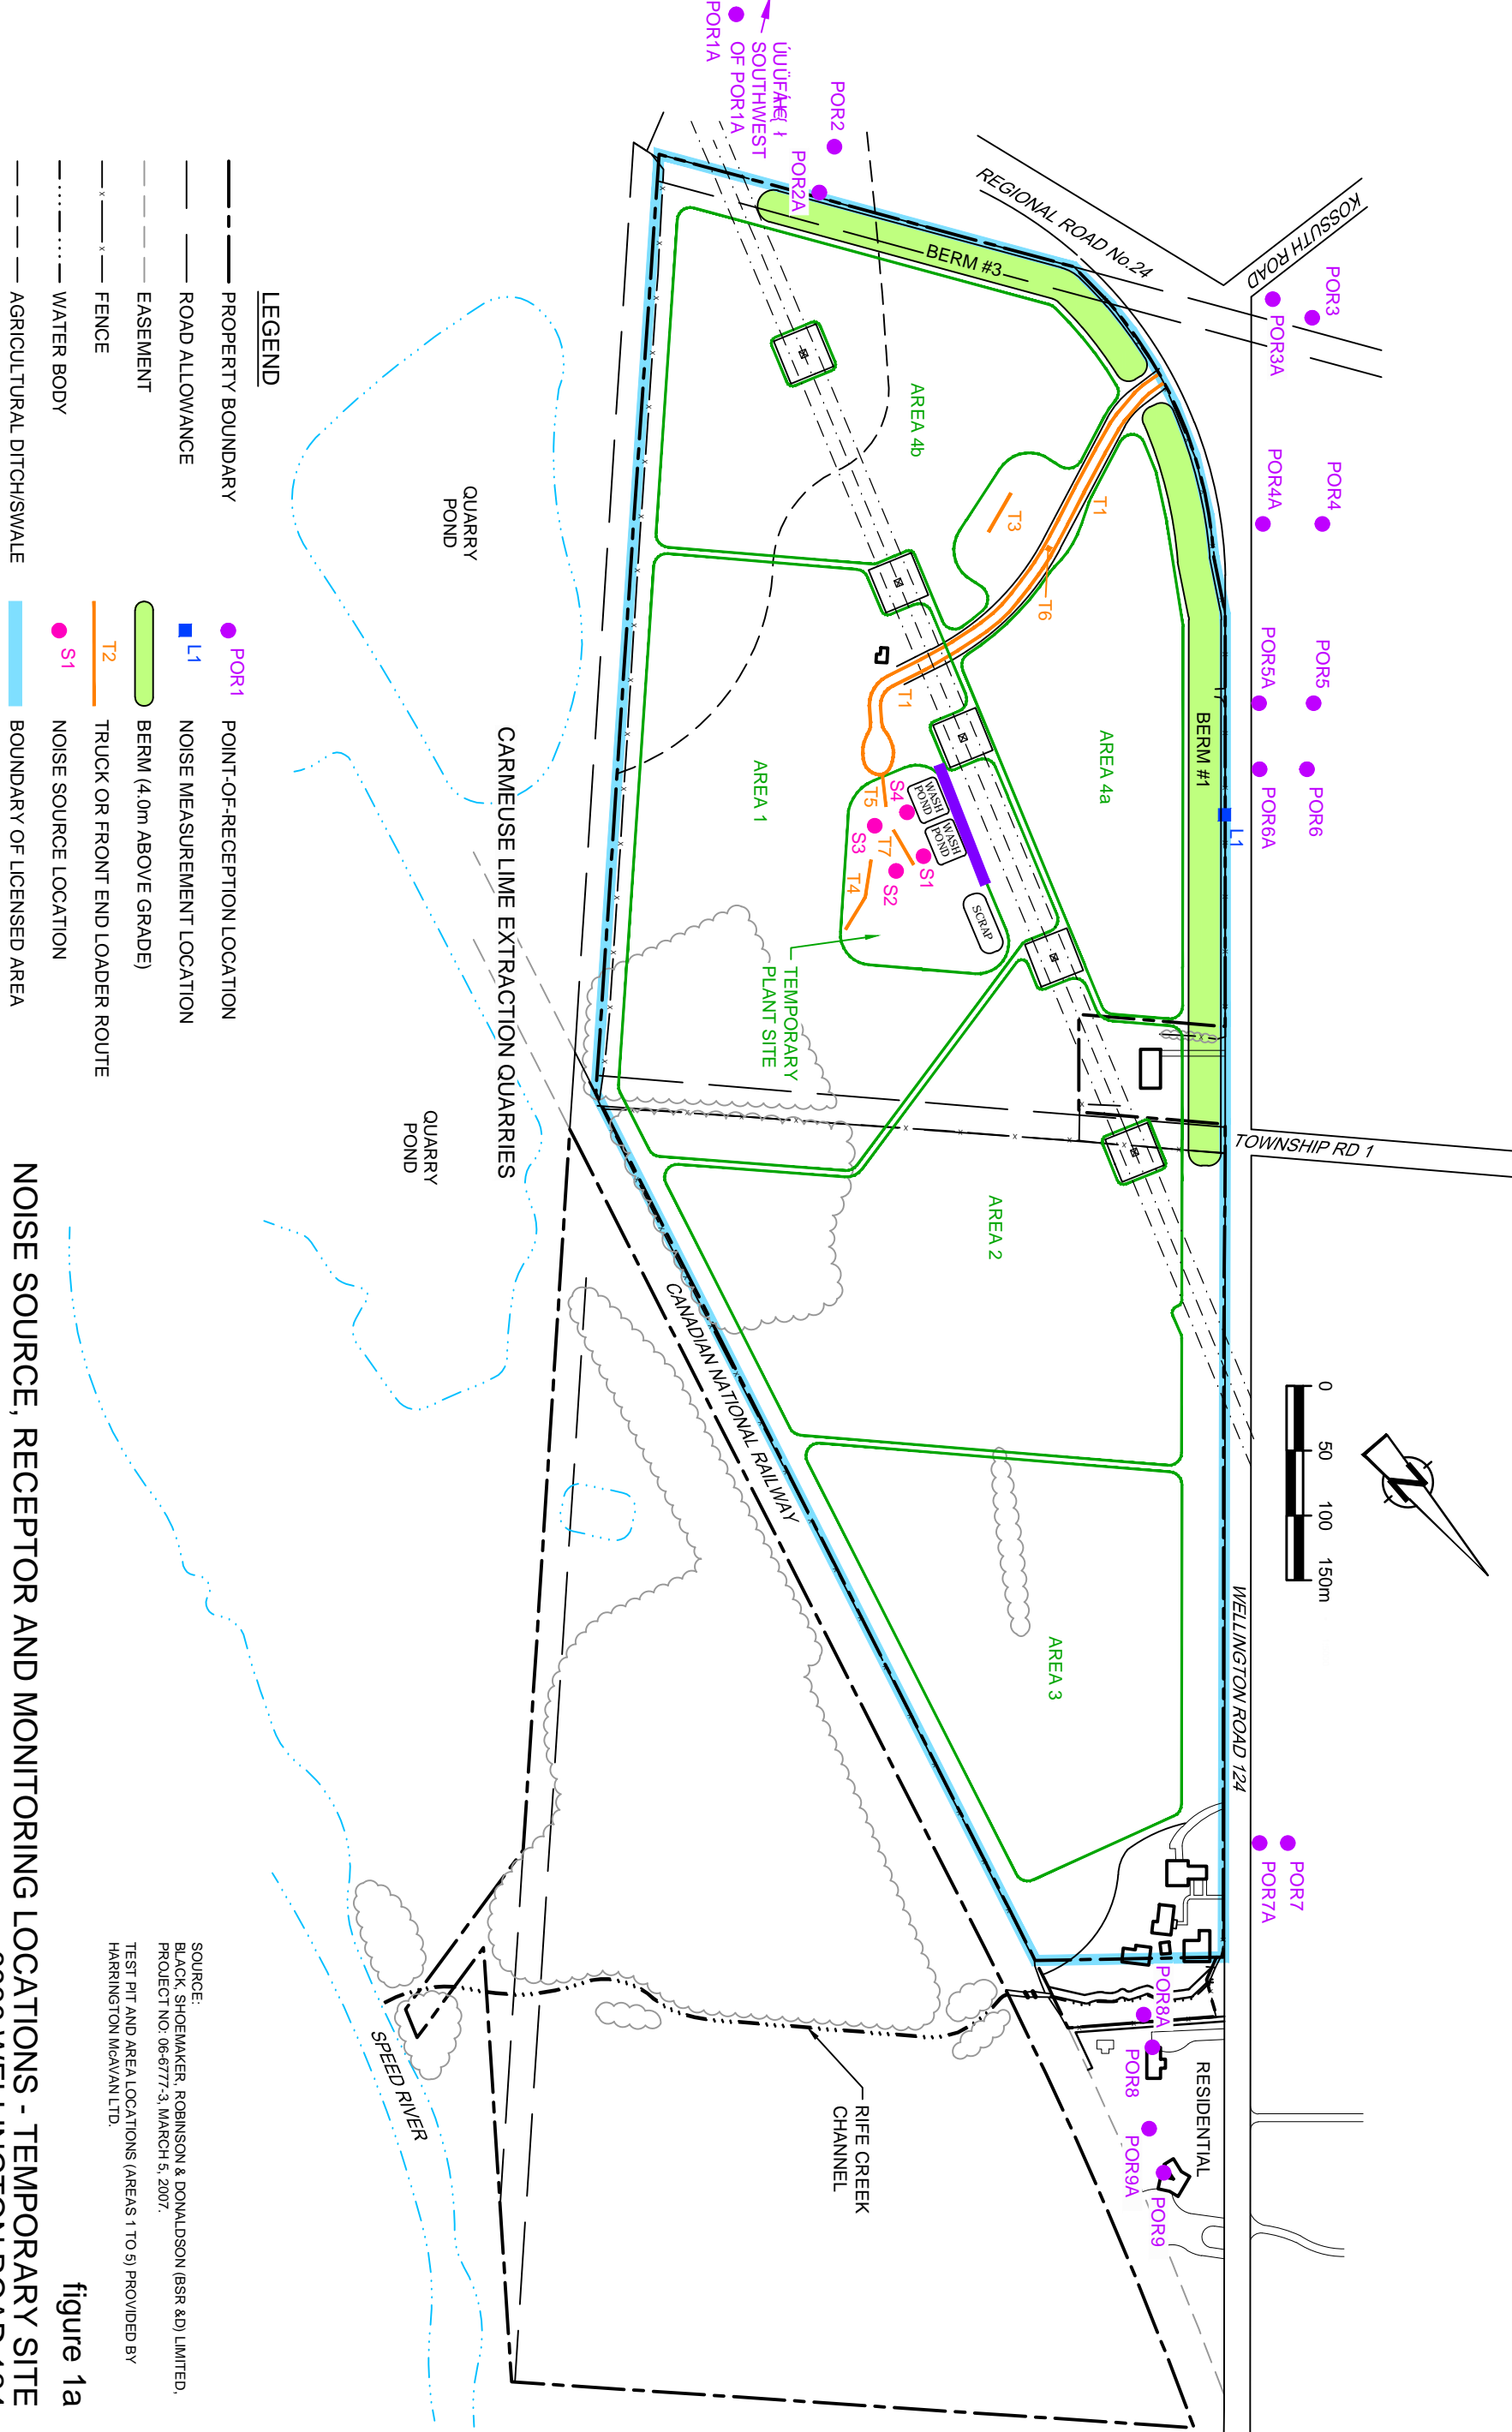 KOSSUTH ROAD
REGIONAL ROAD No.24
WELLINGTON ROAD 124
TOWNSHIP RD 1
POR1A
SOUTHWEST
OF POR1A
POR2
POR2A
POR3
POR3A
POR4
POR4A
POR5
POR5A
POR6
POR6A
POR7
POR7A
POR8A
POR8
POR9A
POR9
L1
BERM #3
BERM #1
AREA 4b
AREA 4a
AREA 1
AREA 2
AREA 3
T1
T3
T6
T1
T5
S4
WASH
POND
WASH
POND
S3
T7
S1
S2
T4
SCRAP
TEMPORARY
PLANT SITE
0 50 100 150m
RESIDENTIAL
RIFE CREEK
CHANNEL
CANADIAN NATIONAL RAILWAY
CARMEUSE LIME EXTRACTION QUARRIES
QUARRY
POND
QUARRY
POND
SPEED RIVER
LEGEND
PROPERTY BOUNDARY
ROAD ALLOWANCE
EASEMENT
FENCE
WATER BODY
AGRICULTURAL DITCH/SWALE
POR1 POINT-OF-RECEPTION LOCATION
L1 NOISE MEASUREMENT LOCATION
BERM (4.0m ABOVE GRADE)
T2 TRUCK OR FRONT END LOADER ROUTE
S1 NOISE SOURCE LOCATION
BOUNDARY OF LICENSED AREA
SOURCE:
BLACK, SHOEMAKER, ROBINSON & DONALDSON (BSR &D) LIMITED,
PROJECT NO: 06-6777-3, MARCH 5, 2007.
TEST PIT AND AREA LOCATIONS (AREAS 1 TO 5) PROVIDED BY
HARRINGTON McAVAN LTD.
figure 1a
NOISE SOURCE, RECEPTOR AND MONITORING LOCATIONS - TEMPORARY SITE
WELLINGTON ROAD 124